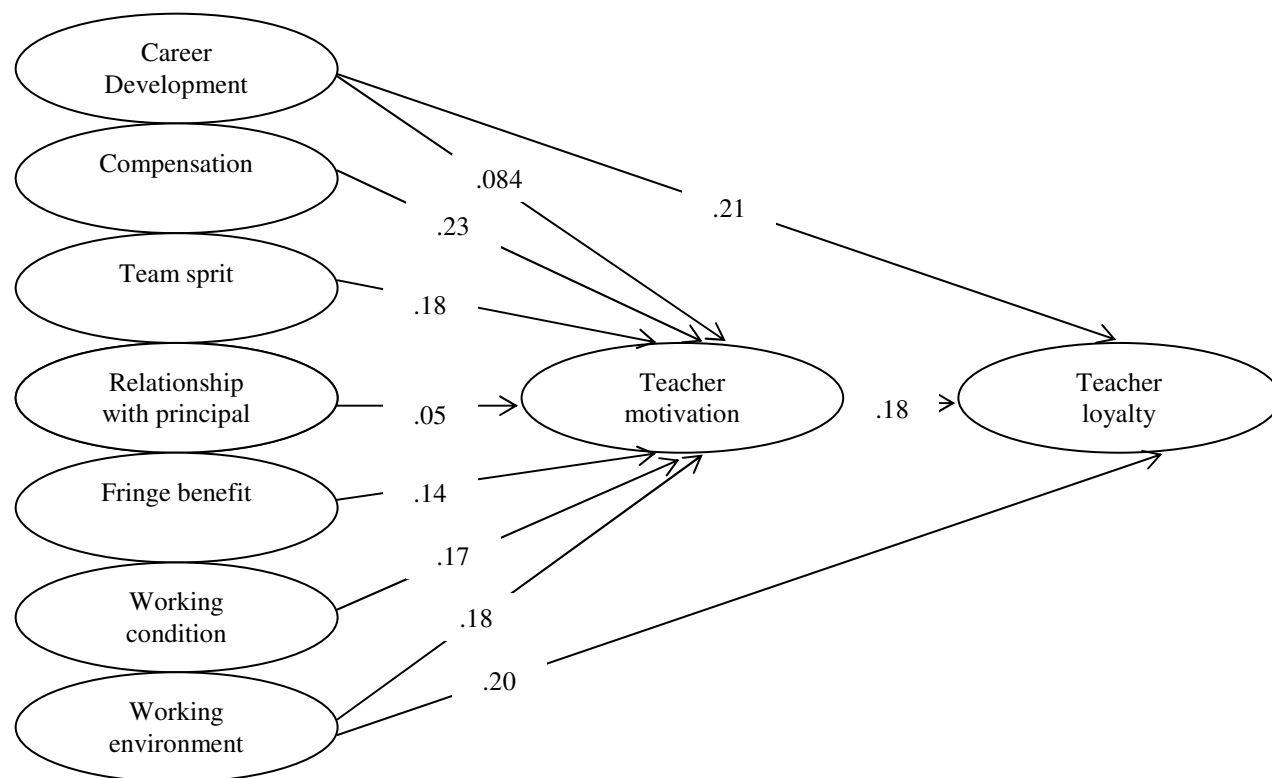 Career
Development
Compensation
.084
.21
.23
Team sprit
.18
Relationship
with principal
.05
Teacher
motivation
.18
Teacher
loyalty
Fringe benefit
.14
.17
Working
condition
.18
.20
Working
environment